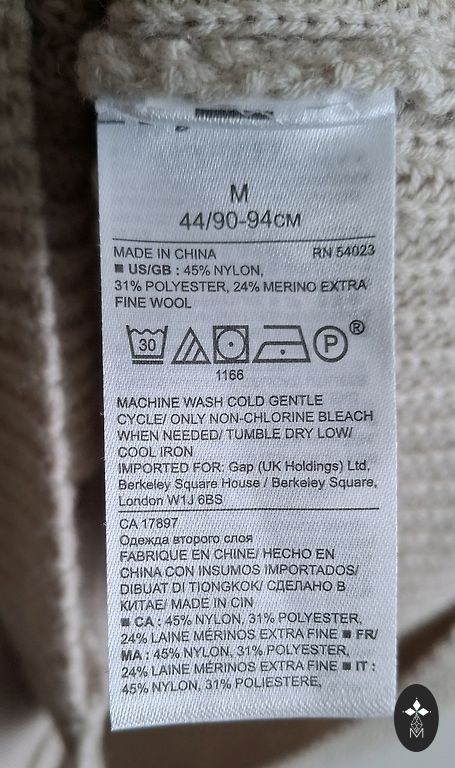 M
44/90-94см
MADE IN CHINA RN 54023
■ US/GB : 45% NYLON,
31% POLYESTER, 24% MERINO EXTRA
FINE WOOL
30 P ®
1166
MACHINE WASH COLD GENTLE
CYCLE/ ONLY NON-CHLORINE BLEACH
WHEN NEEDED/ TUMBLE DRY LOW/
COOL IRON
IMPORTED FOR: Gap (UK Holdings) Ltd,
Berkeley Square House / Berkeley Square,
London W1J 6BS
CA 17897
Одежда второго слоя
FABRIQUE EN CHINE/ HECHO EN
CHINA CON INSUMOS IMPORTADOS/
DIBUAT DI TIONGKOK/ СДЕЛАНО В
КИТАЕ/ MADE IN CIN
■ CA : 45% NYLON, 31% POLYESTER,
24% LAINE MÉRINOS EXTRA FINE ■ FR/
MA : 45% NYLON, 31% POLYESTER,
24% LAINE MÉRINOS EXTRA FINE ■ IT :
45% NYLON, 31% POLIESTERE,
M